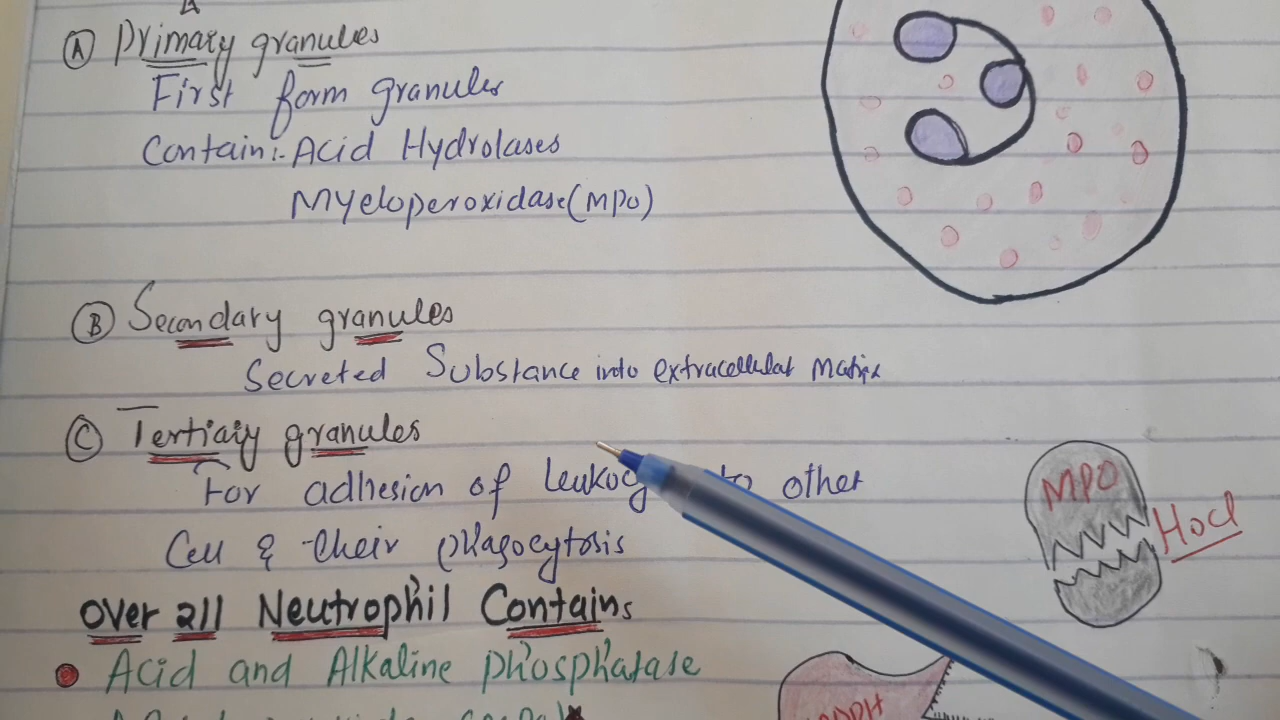 A Primary granules
First form granules
Contain:- Acid Hydrolases
Myeloperoxidase(MPO)
B Secondary granules
Secreted Substance into extracellular Matrix
C Tertiary granules
For adhesion of to other
Cell & their phagocytosis
MPO
HOCl
Over all Neutrophil Contains
Acid and Alkaline phosphatase